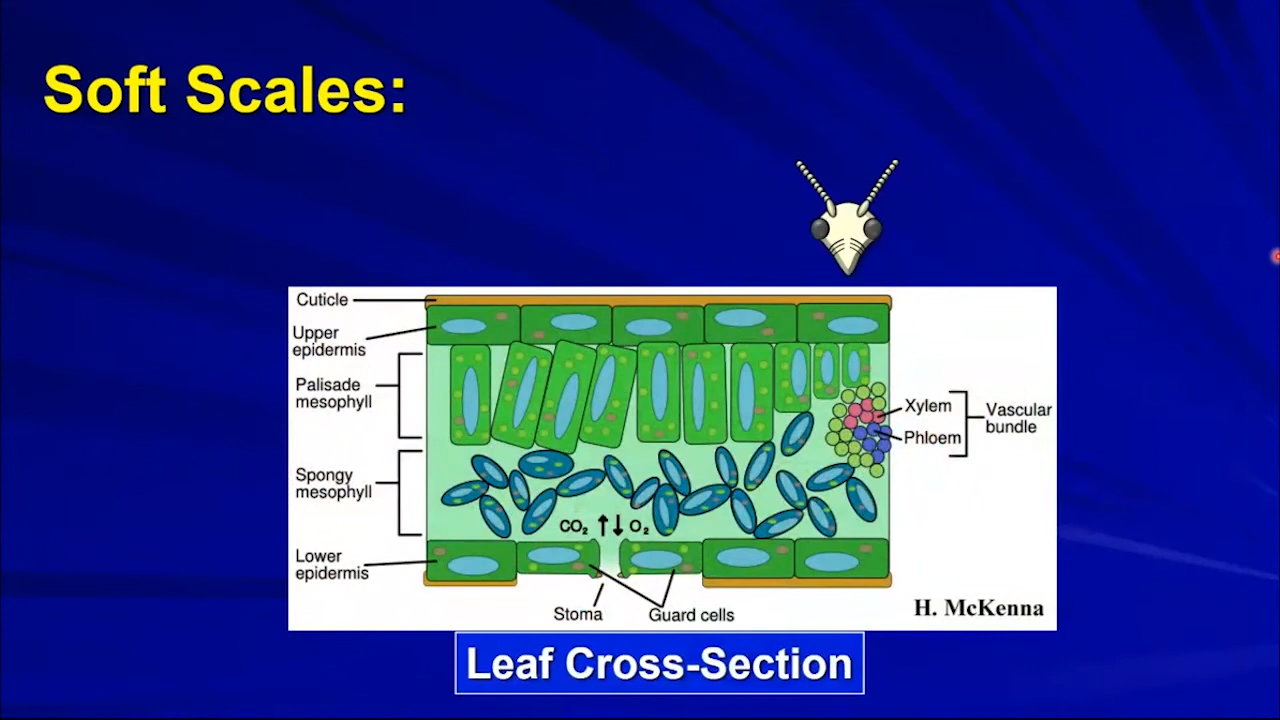 Soft Scales:
Cuticle
Upper
epidermis
Palisade
mesophyll
Spongy
mesophyll
Lower
epidermis
Xylem
Phloem
Vascular
bundle
CO₂ ↑↓ O₂
Stoma
Guard cells
H. McKenna
Leaf Cross-Section